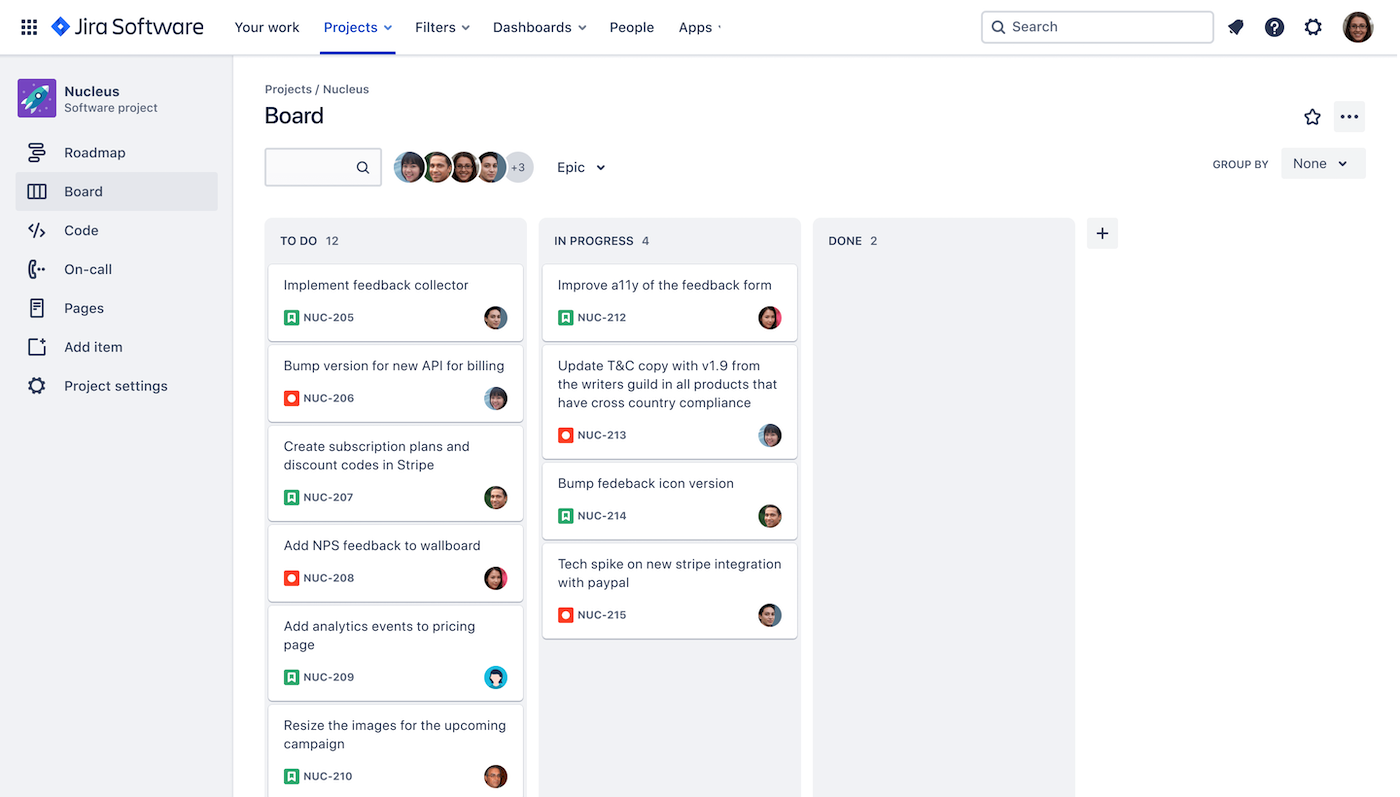 Jira Software
Your work
Projects
Filters
Dashboards
People
Apps
Search
Nucleus
Software project
Roadmap
Board
Code
On-call
Pages
Add item
Project settings
Projects / Nucleus
Board
+3
Epic
GROUP BY
None
TO DO 12
Implement feedback collector
NUC-205
Bump version for new API for billing
NUC-206
Create subscription plans and
discount codes in Stripe
NUC-207
Add NPS feedback to wallboard
NUC-208
Add analytics events to pricing
page
NUC-209
Resize the images for the upcoming
campaign
NUC-210
IN PROGRESS 4
Improve a11y of the feedback form
NUC-212
Update T&C copy with v1.9 from
the writers guild in all products that
have cross country compliance
NUC-213
Bump fedeback icon version
NUC-214
Tech spike on new stripe integration
with paypal
NUC-215
DONE 2